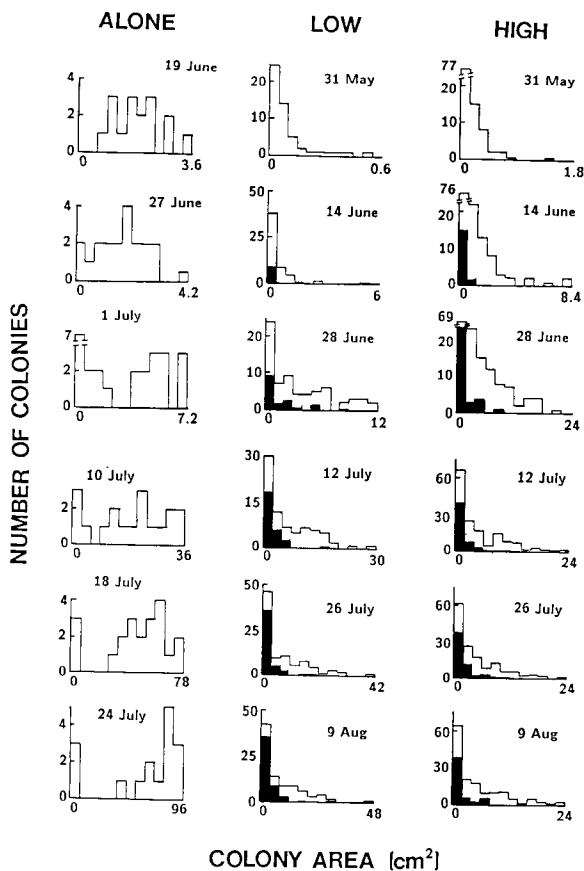 ALONE LOW HIGH
19 June 31 May 31 May
4 2 0
0 3.6
20 10 0
0 0.6
77 20 10 0
0 1.8
27 June 14 June 14 June
4 2 0
0 4.2
50 25 0
0 6
76 20 10 0
0 8.4
1 July 28 June 28 June
7 2 0
0 7.2
20 10 0
0 12
69 20 10 0
0 24
10 July 12 July 12 July
2 0
0 36
30 15 0
0 30
60 30 0
0 24
18 July 26 July 26 July
4 2 0
0 78
50 25 0
0 42
60 30 0
0 24
24 July 9 Aug 9 Aug
4 2 0
0 96
50 25 0
0 48
60 30 0
0 24
NUMBER OF COLONIES
COLONY AREA [cm²]